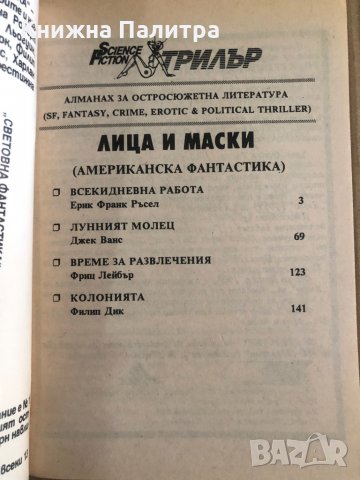 Книжна Палитра
SCIENCE FICTION ТРИЛЪР
АЛМАНАХ ЗА ОСТРОСЮЖЕТНА ЛИТЕРАТУРА
(SF, FANTASY, CRIME, EROTIC & POLITICAL THRILLER)
ЛИЦА И МАСКИ
(АМЕРИКАНСКА ФАНТАСТИКА)
ВСЕКИДНЕВНА РАБОТА
Ерик Франк Ръсел 3
ЛУННИЯТ МОЛЕЦ
Джек Ванс 69
ВРЕМЕ ЗА РАЗВЛЕЧЕНИЯ
Фриц Лейбър 123
КОЛОНИЯТА
Филип Дик 141
bazar.bg